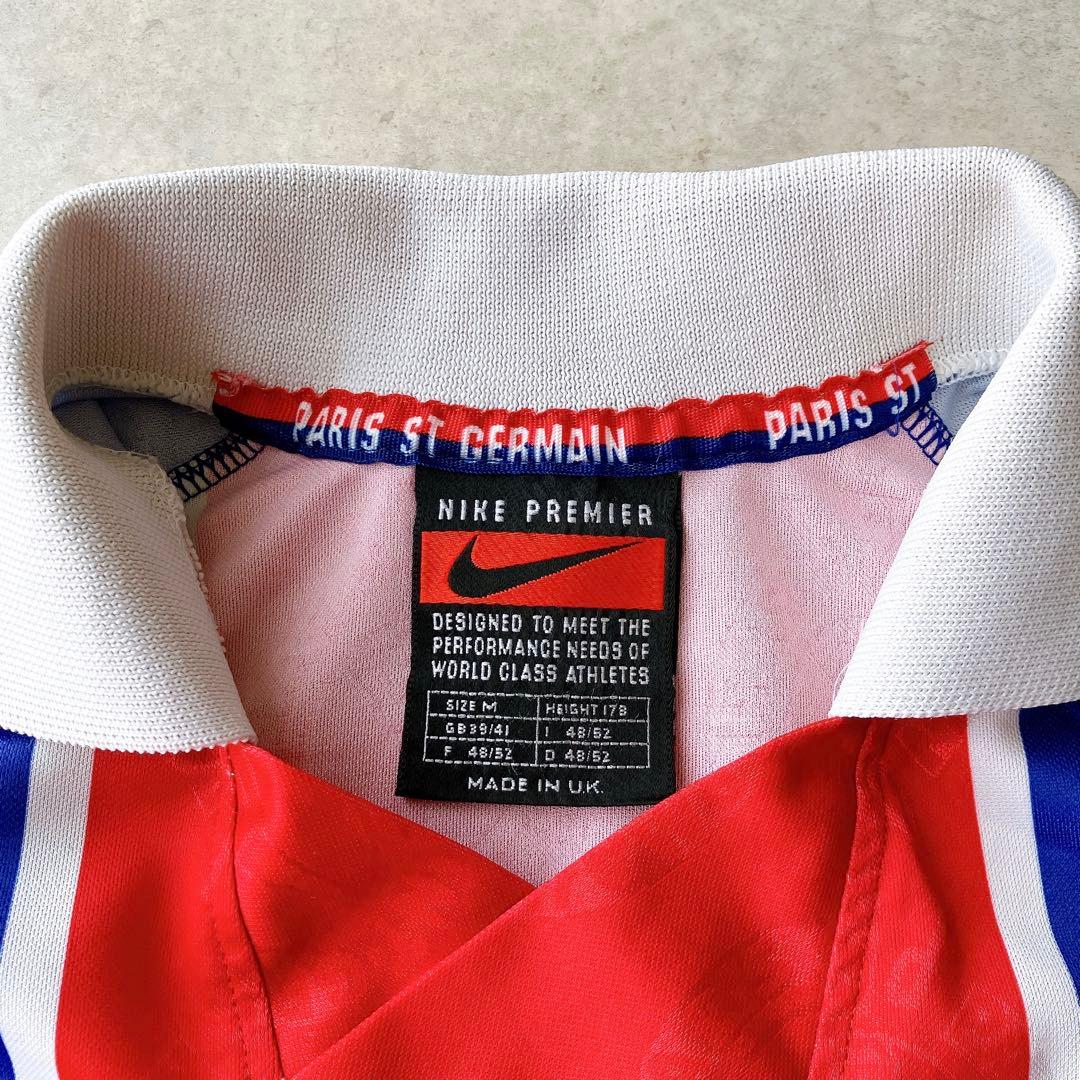 PARIS ST GERMAIN PARIS ST
NIKE PREMIER
DESIGNED TO MEET THE
PERFORMANCE NEEDS OF
WORLD CLASS ATHLETES
SIZE M HEIGHT 178
GB 39/41 I 48/52
F 48/52 D 48/52
MADE IN U.K.